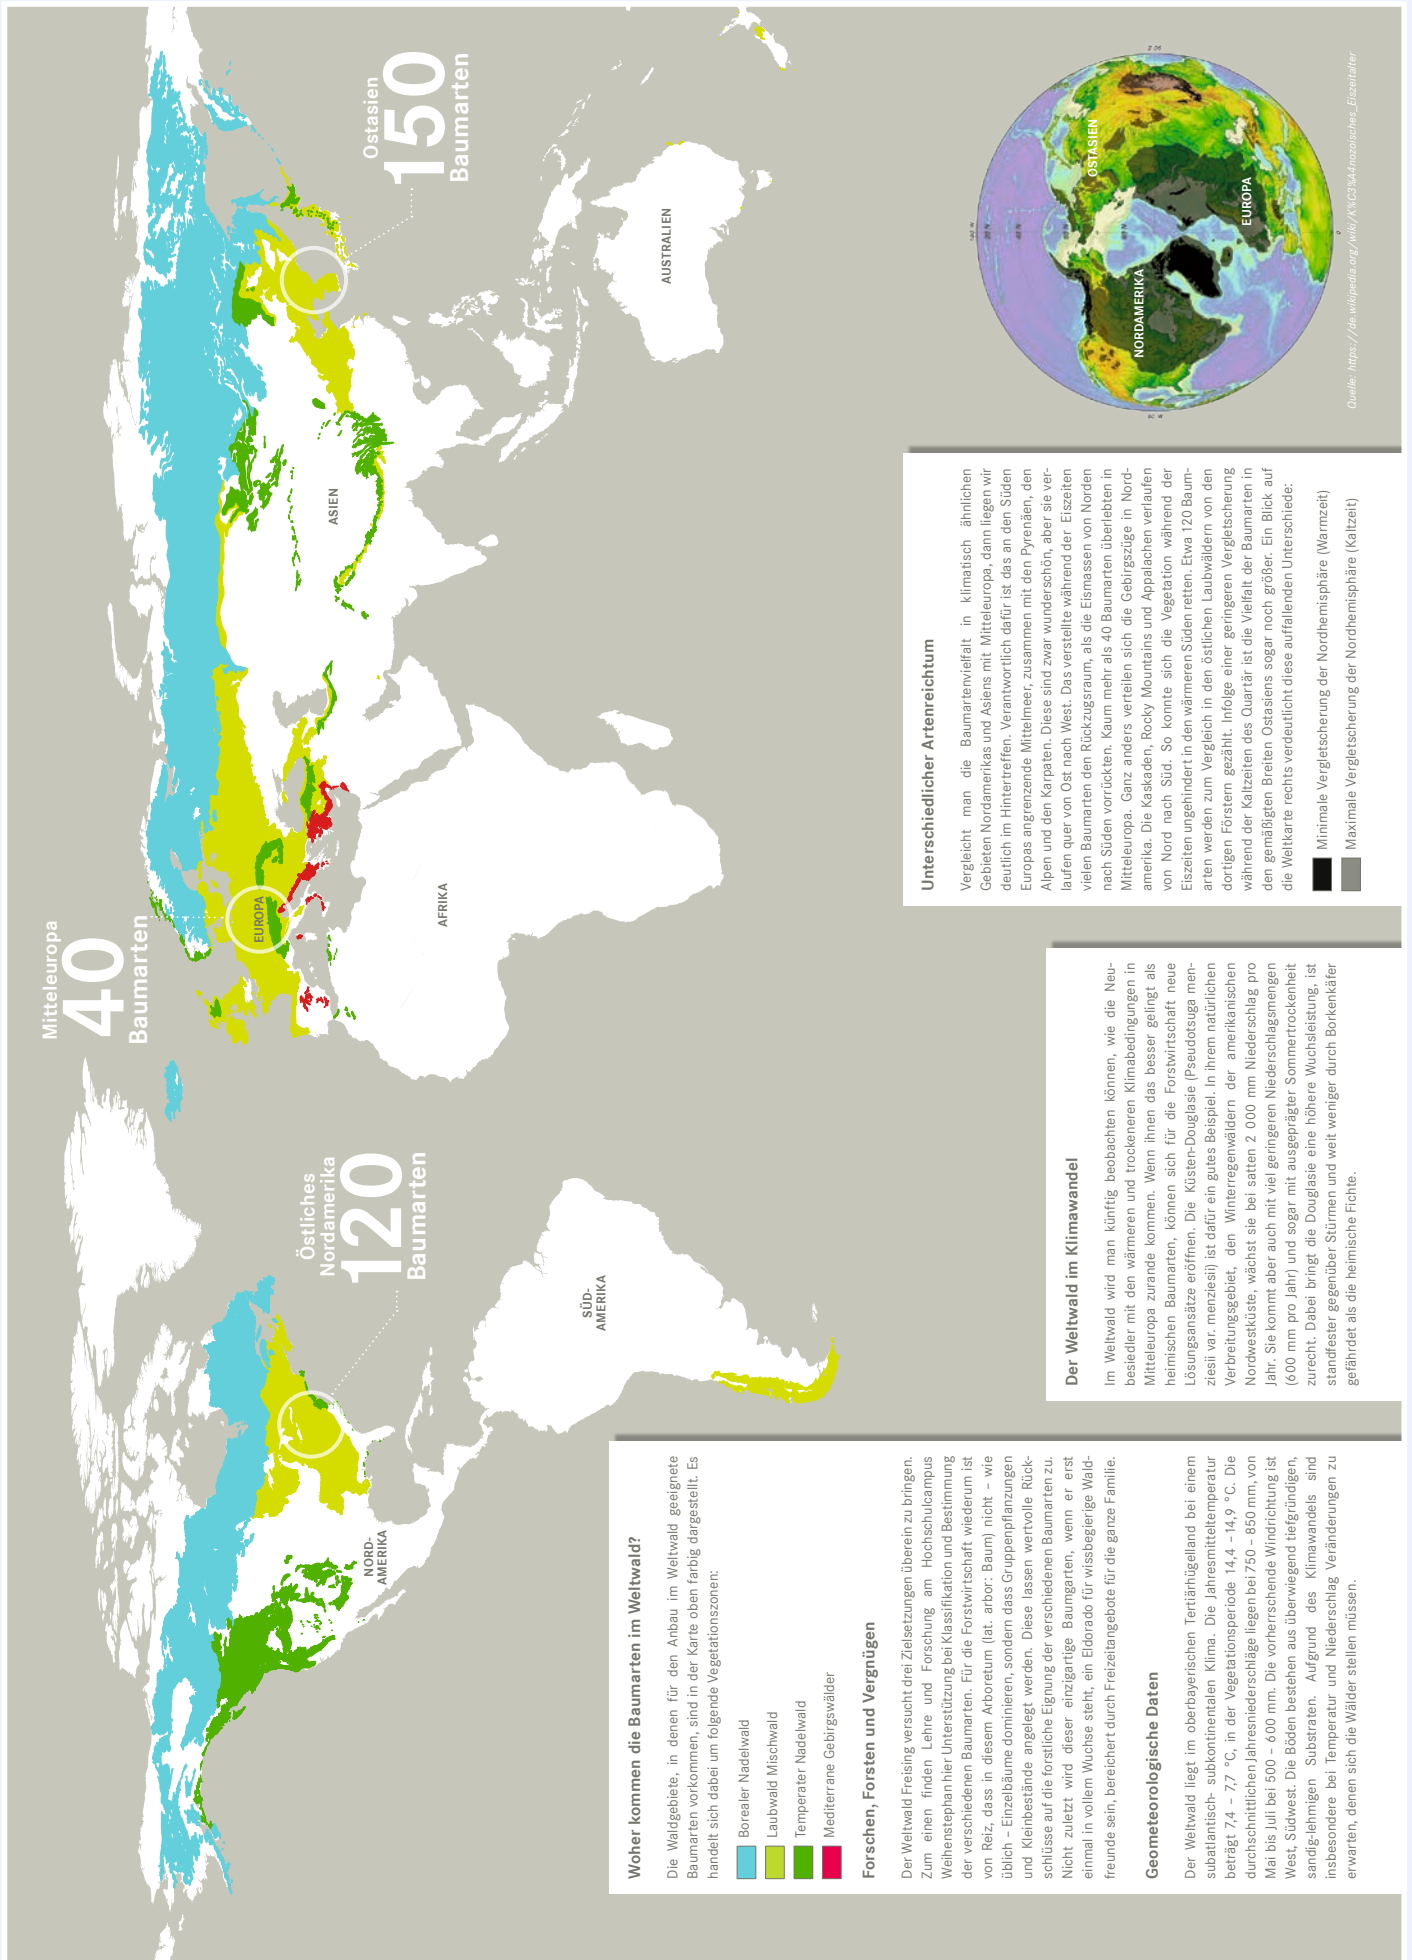 Mitteleuropa
40
Baumarten
Östliches
Nordamerika
120
Baumarten
Ostasien
150
Baumarten
NORD-
AMERIKA
SÜD-
AMERIKA
EUROPA
AFRIKA
ASIEN
AUSTRALIEN
Woher kommen die Baumarten im Weltwald?
Die Waldgebiete, in denen für den Anbau im Weltwald geeignete
Baumarten vorkommen, sind in der Karte oben farbig dargestellt. Es
handelt sich dabei um folgende Vegetationszonen:
Borealer Nadelwald
Laubwald Mischwald
Temperater Nadelwald
Mediterrane Gebirgswälder
Forschen, Forsten und Vergnügen
Der Weltwald Freising versucht drei Zielsetzungen überein zu bringen.
Zum einen finden Lehre und Forschung am Hochschulcampus
Weihenstephan hier Unterstützung bei Klassifikation und Bestimmung
der verschiedenen Baumarten. Für die Forstwirtschaft wiederum ist
von Reiz, dass in diesem Arboretum (lat. arbor: Baum) nicht – wie
üblich – Einzelbäume dominieren, sondern dass Gruppenpflanzungen
und Kleinbestände angelegt werden. Diese lassen wertvolle Rück-
schlüsse auf die forstliche Eignung der verschiedenen Baumarten zu.
Nicht zuletzt wird dieser einzigartige Baumgarten, wenn er erst
einmal in vollem Wuchse steht, ein Eldorado für wissbegierige Wald-
freunde sein, bereichert durch Freizeitangebote für die ganze Familie.
Geometeorologische Daten
Der Weltwald liegt im oberbayerischen Tertiärhügelland bei einem
subatlantisch- subkontinentalen Klima. Die Jahresmitteltemperatur
beträgt 7,4 – 7,7 °C, in der Vegetationsperiode 14,4 –14,9 °C. Die
durchschnittlichen Jahresniederschläge liegen bei 750 – 850 mm, von
Mai bis Juli bei 500 – 600 mm. Die vorherrschende Windrichtung ist
West, Südwest. Die Böden bestehen aus überwiegend tiefgründigen,
sandig-lehmigen Substraten. Aufgrund des Klimawandels sind
insbesondere bei Temperatur und Niederschlag Veränderungen zu
erwarten, denen sich die Wälder stellen müssen.
Der Weltwald im Klimawandel
Im Weltwald wird man künftig beobachten können, wie die Neu-
besiedler mit den wärmeren und trockeneren Klimabedingungen in
Mitteleuropa zurande kommen. Wenn ihnen das besser gelingt als
heimischen Baumarten, können sich für die Forstwirtschaft neue
Lösungsansätze eröffnen. Die Küsten-Douglasie (Pseudotsuga men-
ziesii var. menziesii) ist dafür ein gutes Beispiel. In ihrem natürlichen
Verbreitungsgebiet, den Winterregenwäldern der amerikanischen
Nordwestküste, wächst sie bei satten 2 000 mm Niederschlag pro
Jahr. Sie kommt aber auch mit viel geringeren Niederschlagsmengen
(600 mm pro Jahr) und sogar mit ausgeprägter Sommertrockenheit
zurecht. Dabei bringt die Douglasie eine höhere Wuchsleistung, ist
standfester gegenüber Stürmen und weit weniger durch Borkenkäfer
gefährdet als die heimische Fichte.
Unterschiedlicher Artenreichtum
Vergleicht man die Baumartenvielfalt in klimatisch ähnlichen
Gebieten Nordamerikas und Asiens mit Mitteleuropa, dann liegen wir
deutlich im Hintertreffen. Verantwortlich dafür ist das an den Süden
Europas angrenzende Mittelmeer, zusammen mit den Pyrenäen, den
Alpen und den Karpaten. Diese sind zwar wunderschön, aber sie ver-
laufen quer von Ost nach West. Das verstellte während der Eiszeiten
vielen Baumarten den Rückzugsraum, als die Eismassen von Norden
nach Süden vorrückten. Kaum mehr als 40 Baumarten überlebten in
Mitteleuropa. Ganz anders verteilen sich die Gebirgszüge in Nord-
amerika. Die Kaskaden, Rocky Mountains und Appalachen verlaufen
von Nord nach Süd. So konnte sich die Vegetation während der
Eiszeiten ungehindert in den wärmeren Süden retten. Etwa 120 Baum-
arten werden zum Vergleich in den östlichen Laubwäldern von den
dortigen Förstern gezählt. Infolge einer geringeren Vergletscherung
während der Kaltzeiten des Quartär ist die Vielfalt der Baumarten in
den gemäßigten Breiten Ostasiens sogar noch größer. Ein Blick auf
die Weltkarte rechts verdeutlicht diese auffallenden Unterschiede:
Minimale Vergletscherung der Nordhemisphäre (Warmzeit)
Maximale Vergletscherung der Nordhemisphäre (Kaltzeit)
NORDAMERIKA
OSTASIEN
EUROPA
Quelle: https://de.wikipedia.org/wiki/K%C3%A4nozoisches_Eiszeitalter